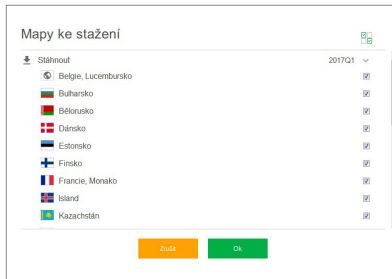 Mapy ke stažení
Stáhnout 2017Q1
Belgie, Lucembursko
Bulharsko
Bělorusko
Dánsko
Estonsko
Finsko
Francie, Monako
Island
Kazachstán
Zrušit Ok